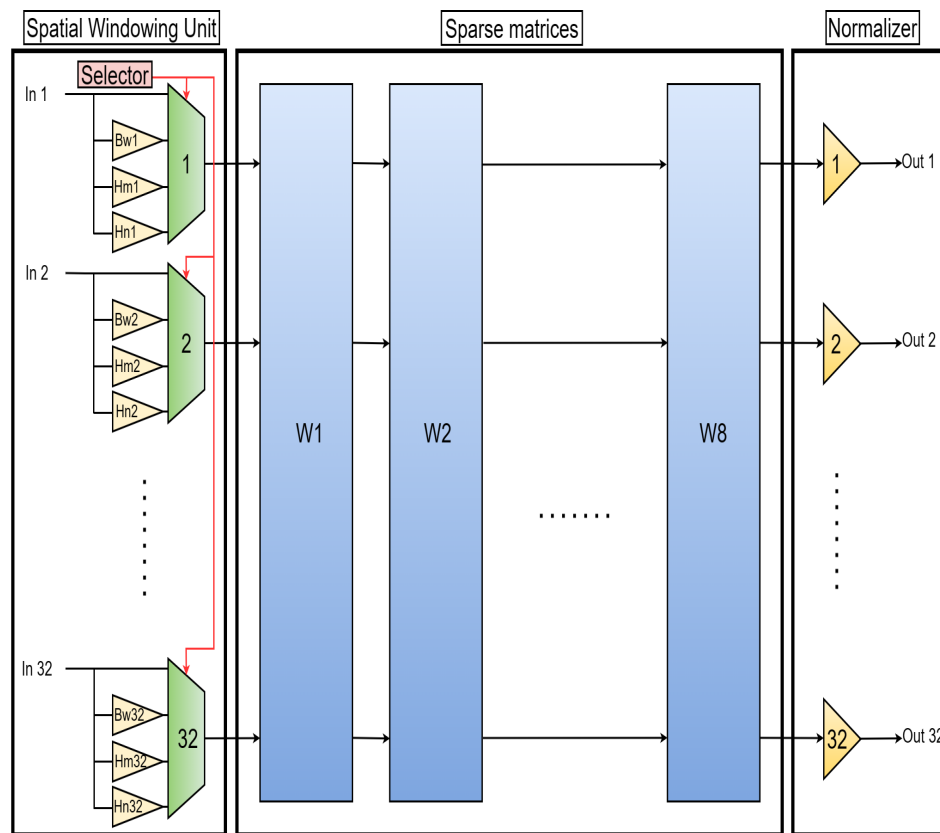 Spatial Windowing Unit
Sparse matrices
Normalizer
Selector
In 1
Bw1
Hm1
Hn1
1
In 2
Bw2
Hm2
Hn2
2
In 32
Bw32
Hm32
Hn32
32
W1
W2
W8
1
Out 1
2
Out 2
32
Out 32